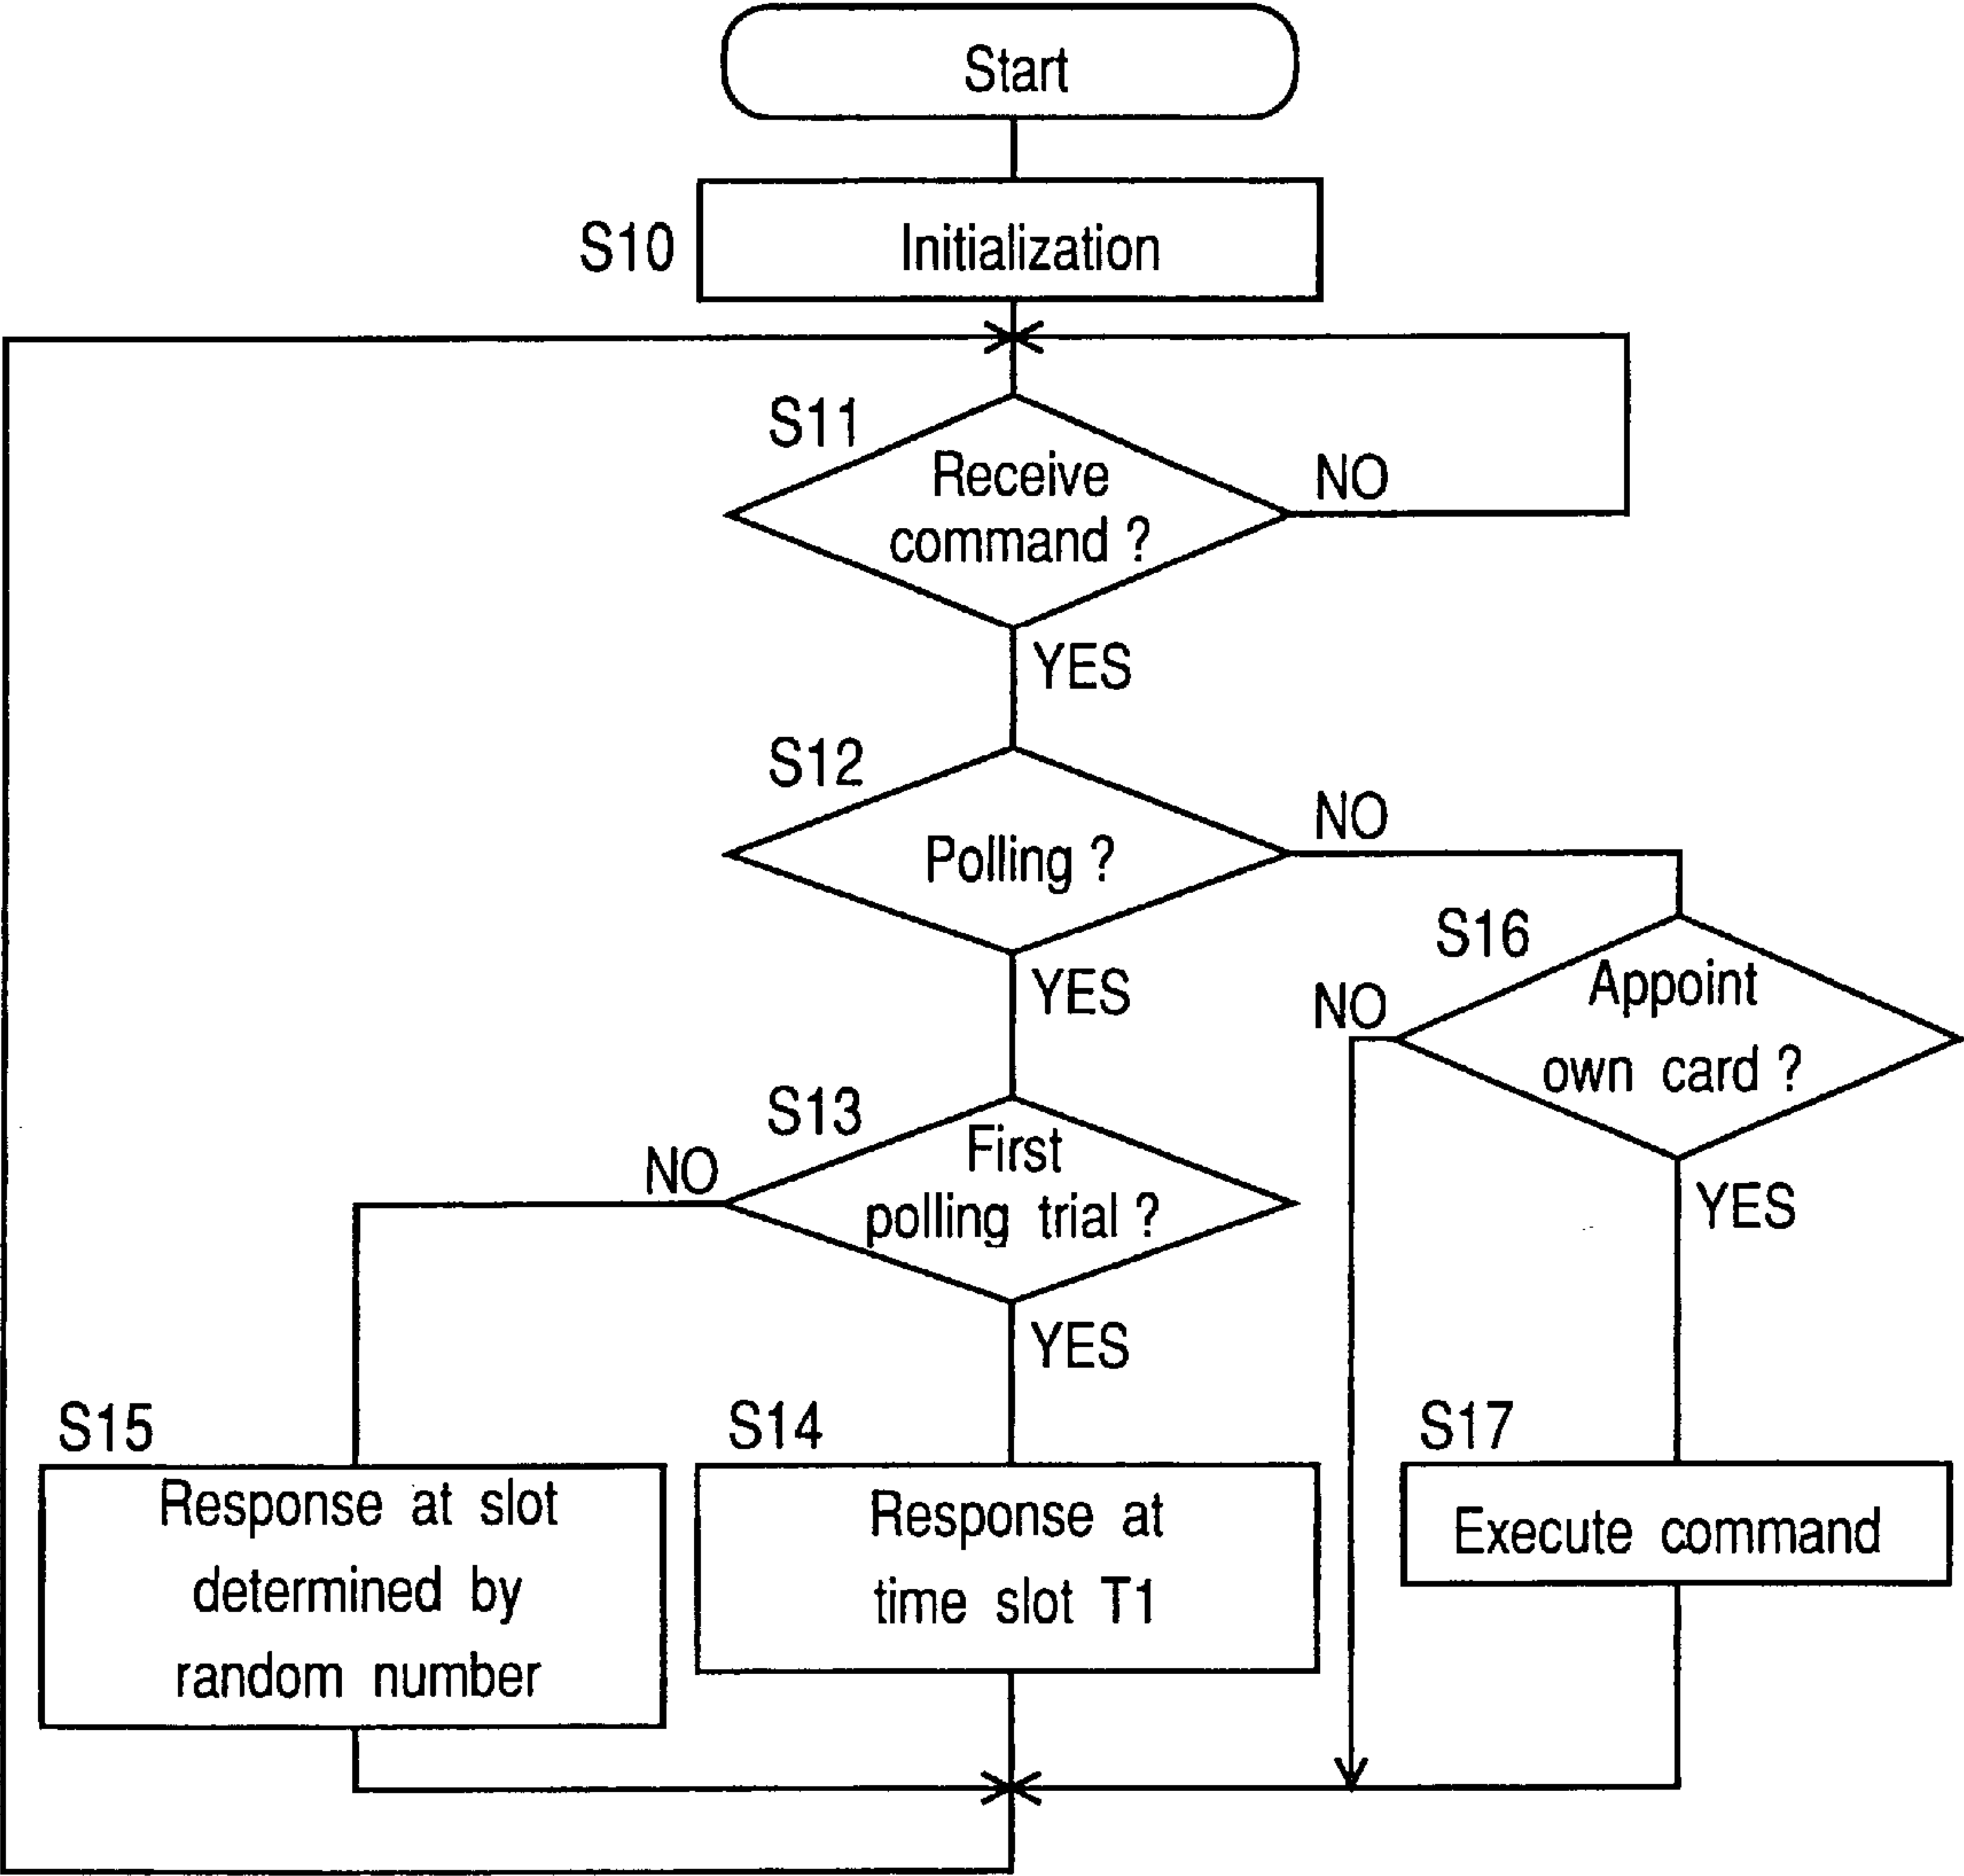 Start
S10
Initialization
S11
Receive
command ?
NO
YES
S12
Polling ?
NO
YES
S16
Appoint
own card ?
NO
YES
S13
First
polling trial ?
NO
YES
S15
Response at slot
determined by
random number
S14
Response at
time slot T1
S17
Execute command